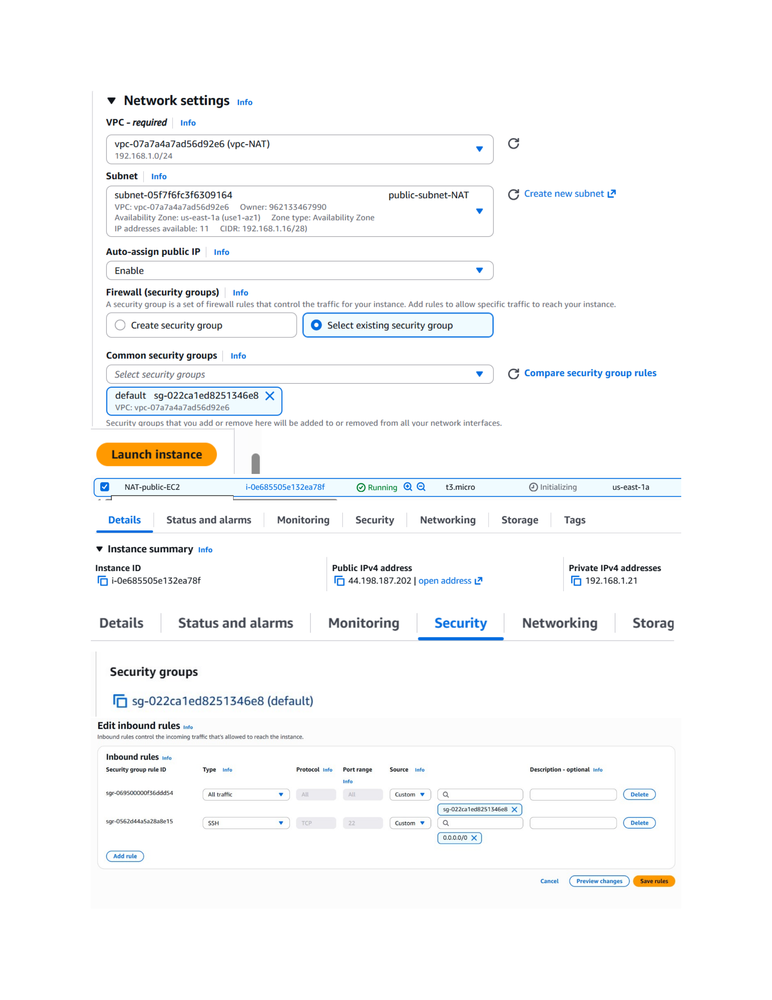 Network settings Info
VPC – required Info
vpc-07a7a4a7ad56d92e6 (vpc-NAT)
192.168.1.0/24
Subnet Info
subnet-05f7f6fc3f6309164 public-subnet-NAT
VPC: vpc-07a7a4a7ad56d92e6 Owner: 962133467990
Availability Zone: us-east-1a (use1-az1) Zone type: Availability Zone
IP addresses available: 11 CIDR: 192.168.1.16/28)
Create new subnet
Auto-assign public IP Info
Enable
Firewall (security groups) Info
A security group is a set of firewall rules that control the traffic for your instance. Add rules to allow specific traffic to reach your instance.
Create security group Select existing security group
Common security groups Info
Select security groups Compare security group rules
default sg-022ca1ed8251346e8
VPC: vpc-07a7a4a7ad56d92e6
Security groups that you add or remove here will be added to or removed from all your network interfaces.
Launch instance
NAT-public-EC2 i-0e685505e132ea78f Running t3.micro Initializing us-east-1a
Details Status and alarms Monitoring Security Networking Storage Tags
Instance summary Info
Instance ID Public IPv4 address Private IPv4 addresses
i-0e685505e132ea78f 44.198.187.202 | open address 192.168.1.21
Details Status and alarms Monitoring Security Networking Storag
Security groups
sg-022ca1ed8251346e8 (default)
Edit inbound rules Info
Inbound rules control the incoming traffic that's allowed to reach the instance.
Inbound rules Info
Security group rule ID Type Info Protocol Info Port range Info Source Info Description - optional Info
sgr-069500000f36ddd54 All traffic All All Custom Delete
sg-022ca1ed8251346e8
sgr-0562d44a5a28a8e15 SSH TCP 22 Custom Delete
0.0.0.0/0
Add rule
Cancel Preview changes Save rules